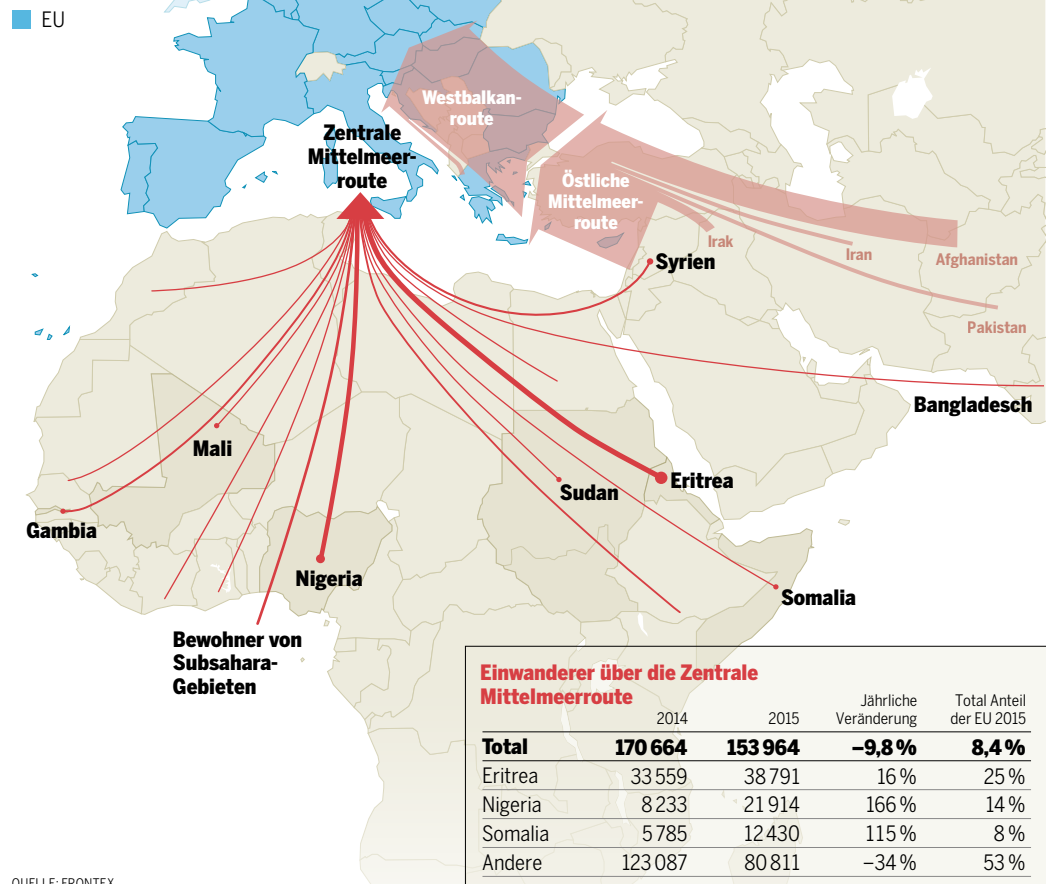 EU
Westbalkan-
route
Zentrale
Mittelmeer-
route
Östliche
Mittelmeer-
route
Irak
Iran
Afghanistan
Syrien
Pakistan
Bangladesch
Mali
Sudan
Eritrea
Gambia
Nigeria
Somalia
Bewohner von
Subsahara-
Gebieten
Einwanderer über die Zentrale
Mittelmeerroute
2014 2015 Jährliche Veränderung Total Anteil der EU 2015
Total 170 664 153 964 –9,8 % 8,4 %
Eritrea 33 559 38 791 16 % 25 %
Nigeria 8 233 21 914 166 % 14 %
Somalia 5 785 12 430 115 % 8 %
Andere 123 087 80 811 –34 % 53 %
QUELLE: FRONTEX